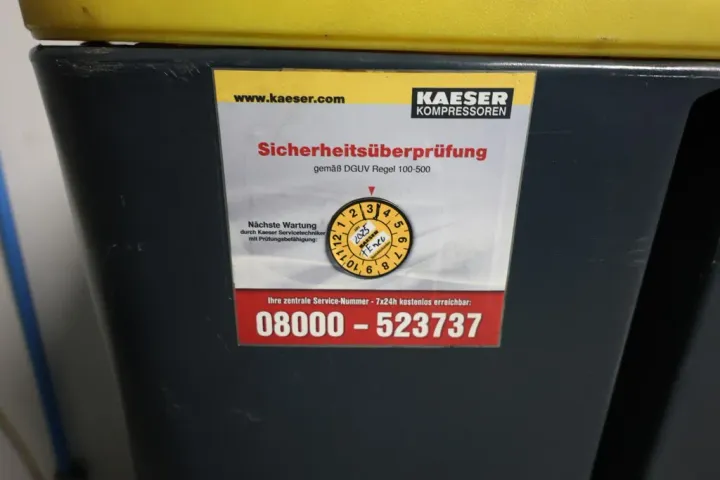 www.kaeser.com
KAESER
KOMPRESSOREN
Sicherheitsüberprüfung
gemäß DGUV Regel 100-500
Nächste Wartung
durch Kaeser Servicetechniker
mit Prüfungsbefähigung:
1 2 3 4 5 6 7 8 9 10 11 12
2025
Ihre zentrale Service-Nummer - 7x24h kostenlos erreichbar:
08000 - 523737